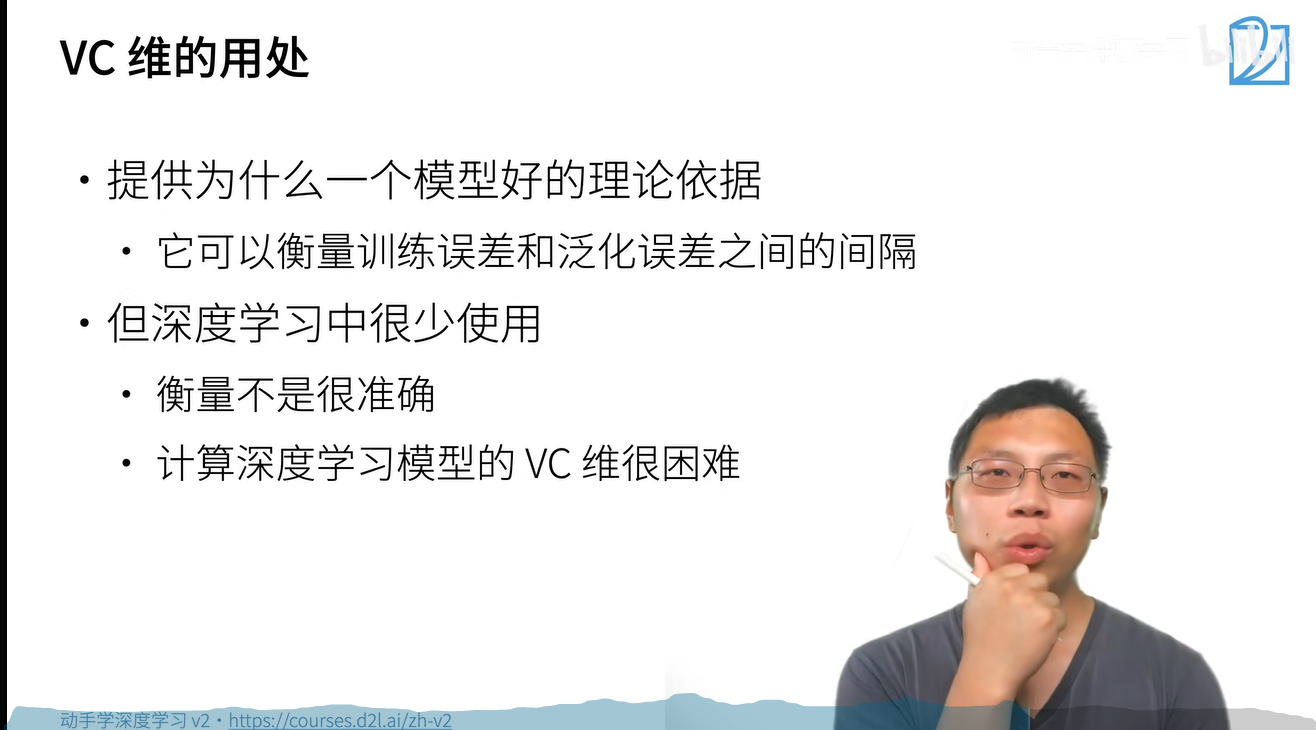 VC 维的用处
• 提供为什么一个模型好的理论依据
• 它可以衡量训练误差和泛化误差之间的间隔
• 但深度学习中很少使用
• 衡量不是很准确
• 计算深度学习模型的 VC 维很困难
动手学深度学习 v2 • https://courses.d2l.ai/zh-v2